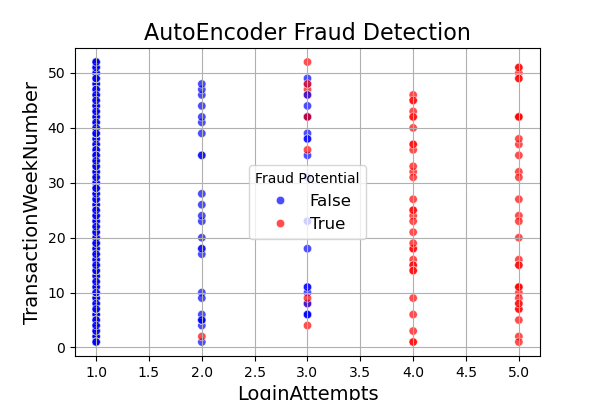 AutoEncoder Fraud Detection
TransactionWeekNumber
50
40
30
20
10
0
Fraud Potential
False
True
1.0 1.5 2.0 2.5 3.0 3.5 4.0 4.5 5.0
LoginAttempts